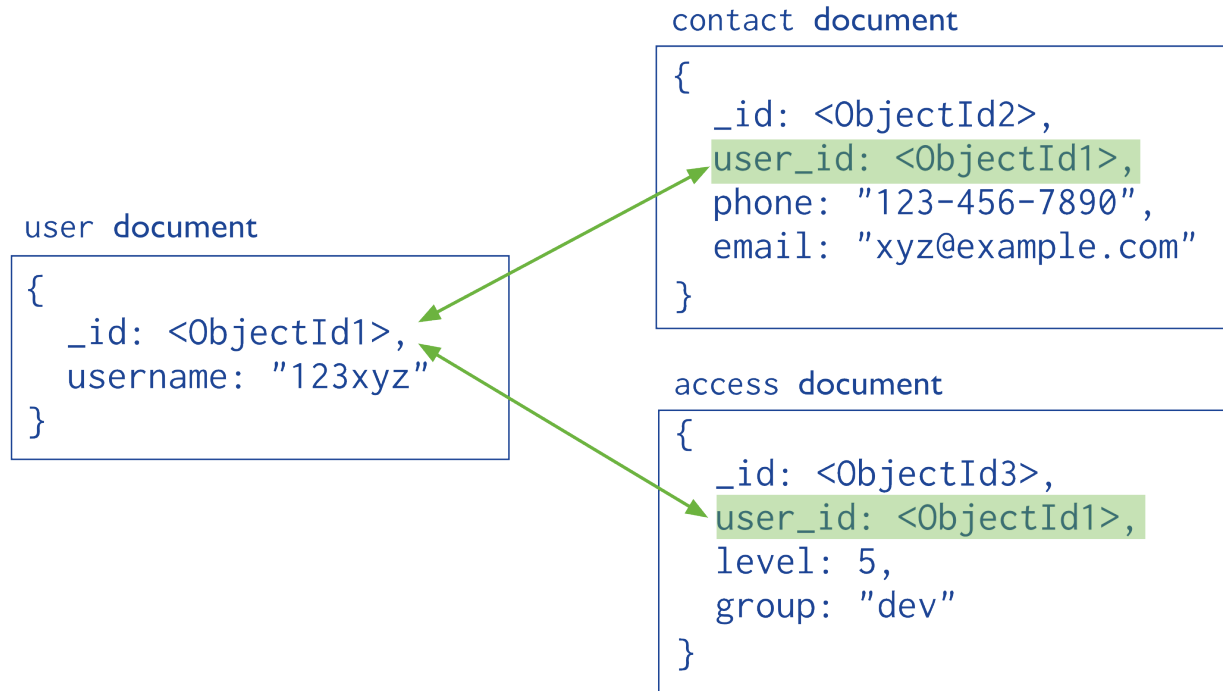 user document
{
_id: <ObjectId1>,
username: "123xyz"
}
contact document
{
_id: <ObjectId2>,
user_id: <ObjectId1>,
phone: "123-456-7890",
email: "xyz@example.com"
}
access document
{
_id: <ObjectId3>,
user_id: <ObjectId1>,
level: 5,
group: "dev"
}